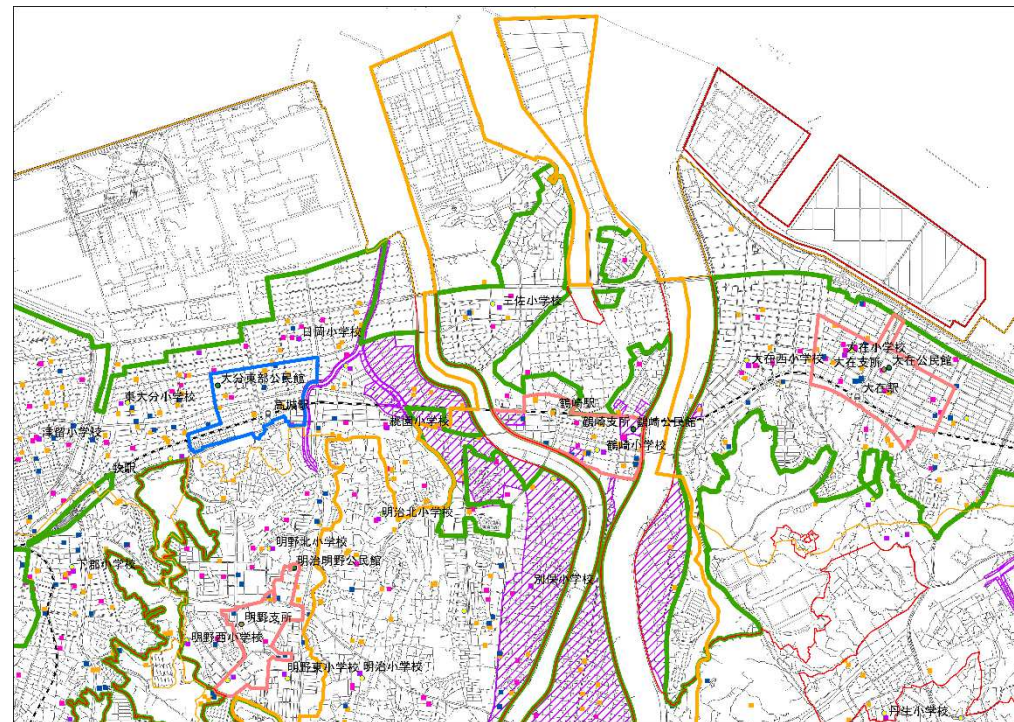 三佐小学校
日岡小学校
大在小学校
大在西小学校
大在支所
大在公民館
大分東部公民館
大在駅
東大分小学校
高城駅
鶴崎駅
桃園小学校
鶴崎支所
鶴崎公民館
津留小学校
鶴崎小学校
牧駅
明治北小学校
明野北小学校
明治明野公民館
下郡小学校
別保小学校
明野支所
明野西小学校
明野東小学校
明治小学校
丹生小学校